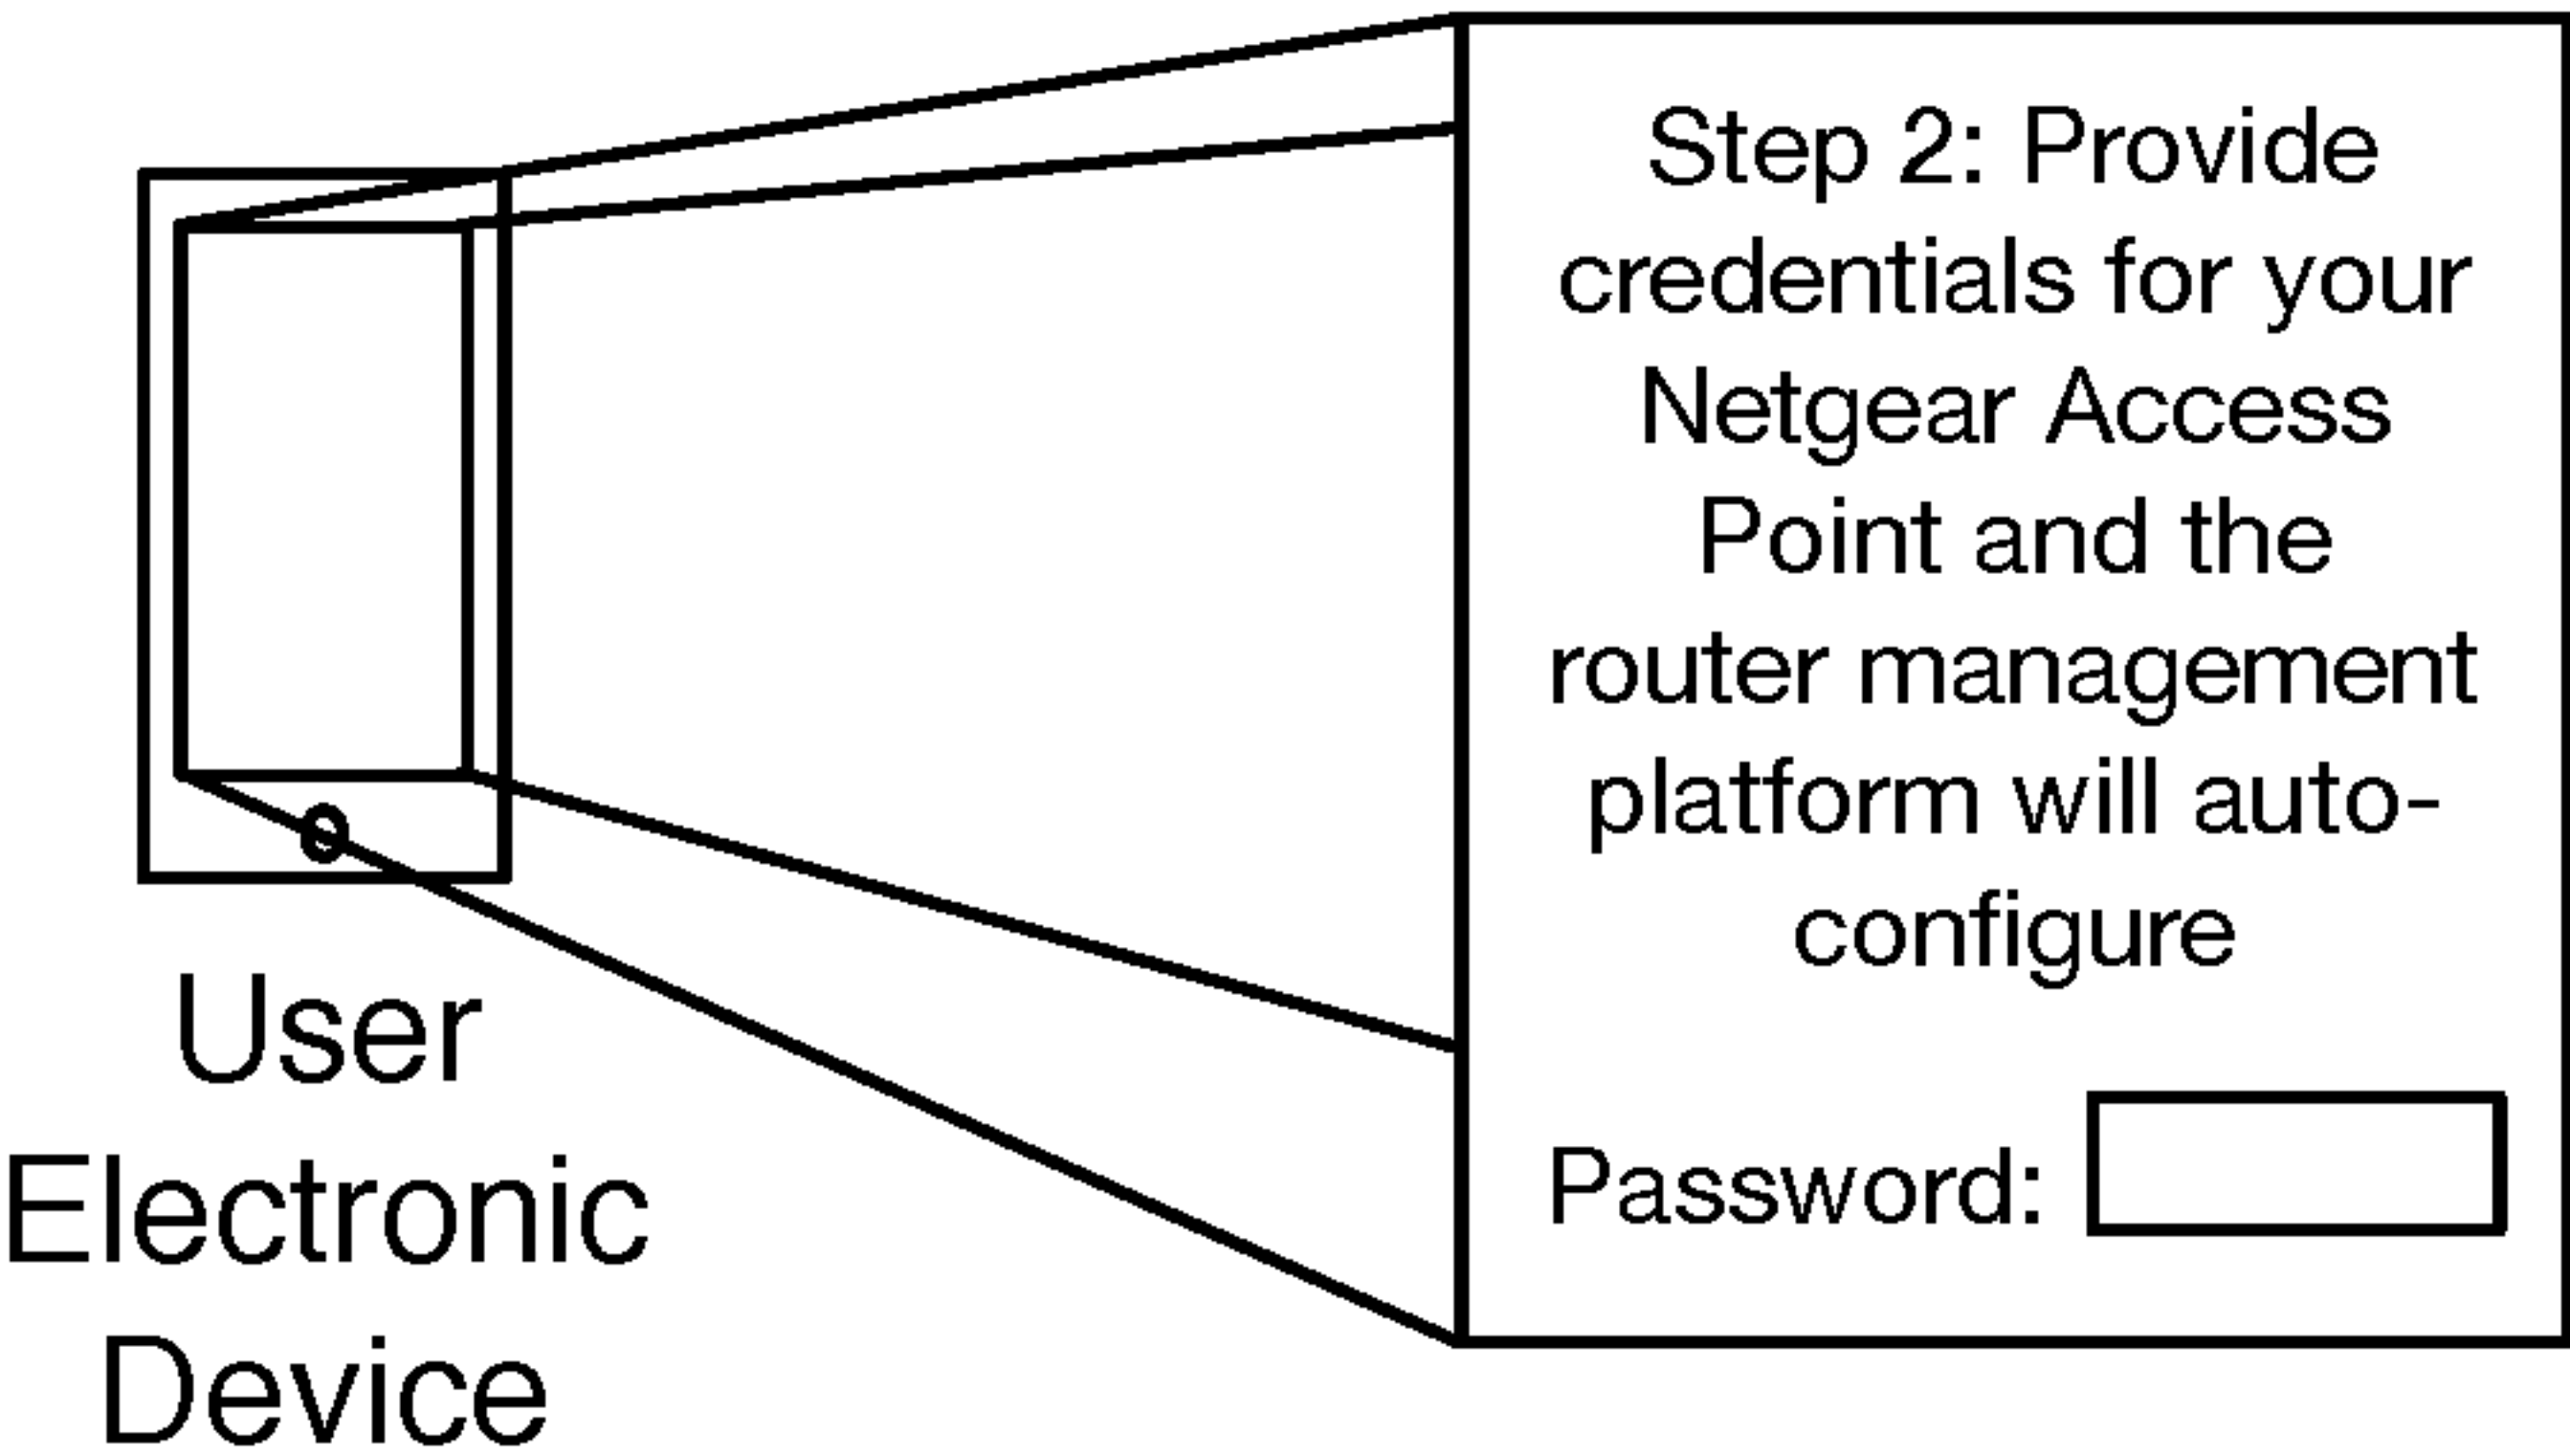 Step 2: Provide
credentials for your
Netgear Access
Point and the
router management
platform will auto-
configure
Password:
User
Electronic
Device